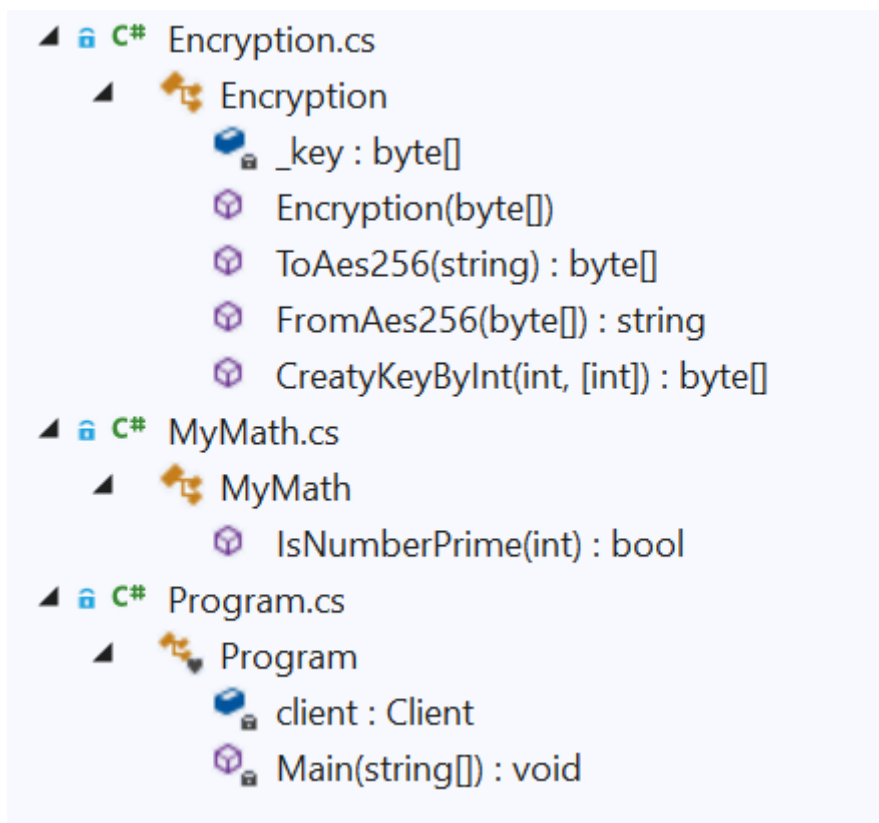 C# Encryption.cs
Encryption
_key : byte[]
Encryption(byte[])
ToAes256(string) : byte[]
FromAes256(byte[]) : string
CreatyKeyByInt(int, [int]) : byte[]
C# MyMath.cs
MyMath
IsNumberPrime(int) : bool
C# Program.cs
Program
client : Client
Main(string[]) : void